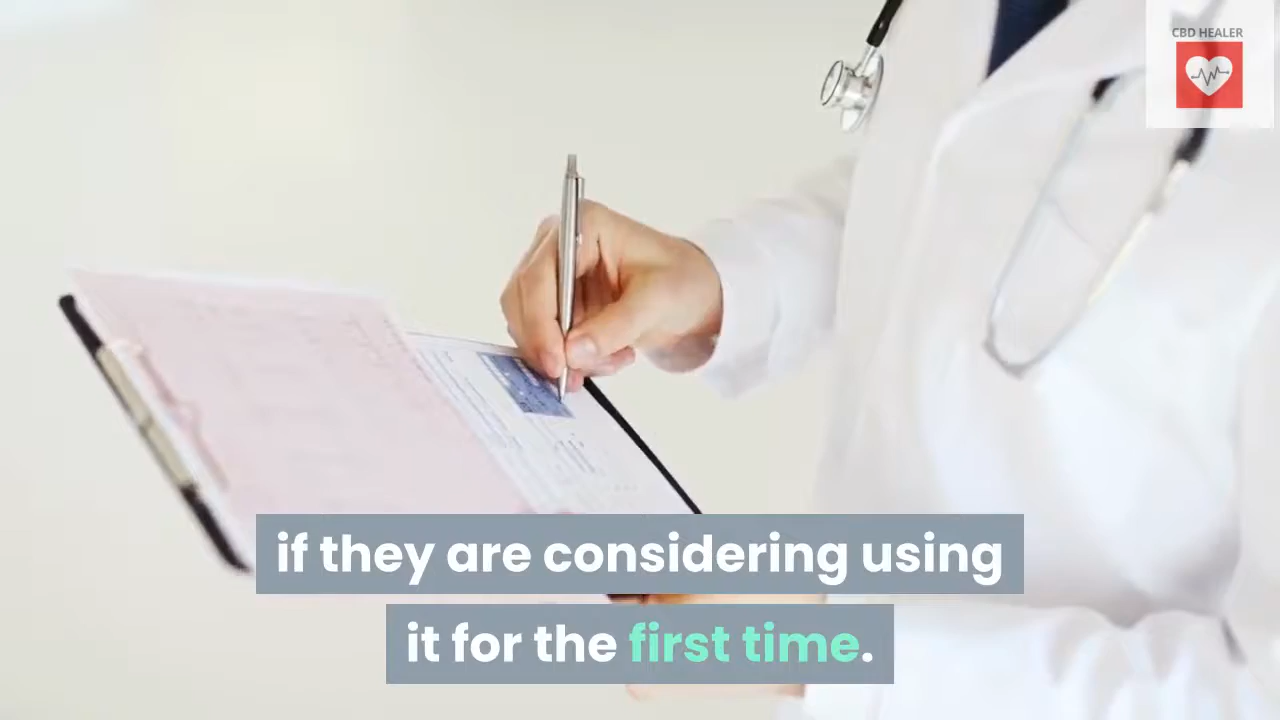 CBD HEALER
if they are considering using
it for the first time.